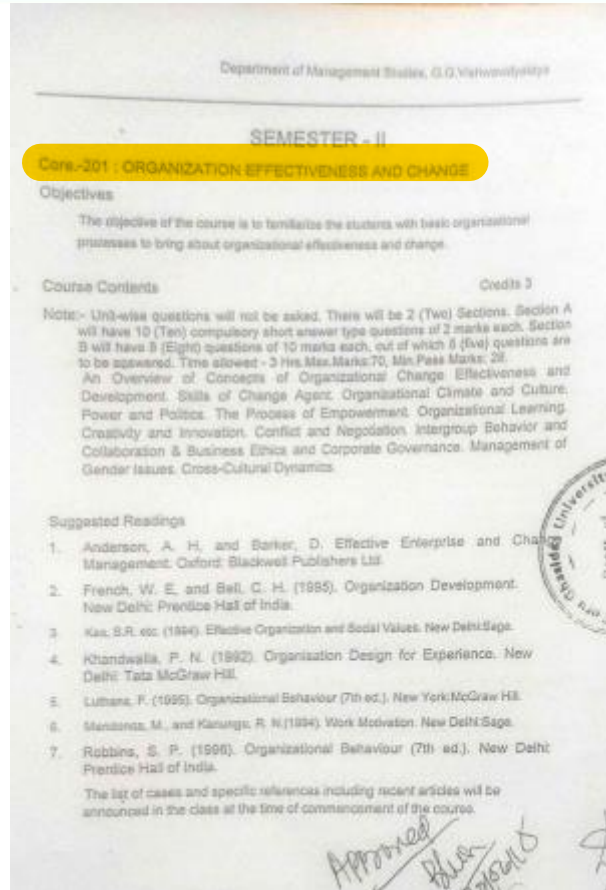 Department of Management Studies, G.G.Vishwavidyalaya
SEMESTER - II
Core.-201 : ORGANIZATION EFFECTIVENESS AND CHANGE
Objectives
The objective of the course is to familiarize the students with basic organizational
processes to bring about organizational effectiveness and change.
Course Contents Credits 3
Note:- Unit-wise questions will not be asked. There will be 2 (Two) Sections. Section A
will have 10 (Ten) compulsory short answer type questions of 2 marks each. Section
B will have 8 (Eight) questions of 10 marks each, out of which 5 (five) questions are
to be answered. Time allowed - 3 Hrs.Max.Marks:70, Min.Pass Marks: 28.
An Overview of Concepts of Organizational Change Effectiveness and
Development. Skills of Change Agent. Organizational Climate and Culture.
Power and Politics. The Process of Empowerment. Organizational Learning.
Creativity and Innovation. Conflict and Negotiation. Intergroup Behavior and
Collaboration & Business Ethics and Corporate Governance. Management of
Gender Issues. Cross-Cultural Dynamics.
Suggested Readings
1. Anderson, A. H, and Barker, D. Effective Enterprise and Change
Management. Oxford: Blackwell Publishers Ltd.
2. French, W. E, and Bell, C. H. (1995). Organization Development.
New Delhi: Prentice Hall of India.
3. Kao, S.R. etc. (1994). Effective Organization and Social Values. New Delhi:Sage.
4. Khandwalla, P. N. (1992). Organisation Design for Experience. New
Delhi: Tata McGraw Hill.
5. Luthans, F. (1995). Organizational Behaviour (7th ed.). New York:McGraw Hill.
6. Mendonca, M., and Kanungo, R. N.(1994). Work Motivation. New Delhi:Sage.
7. Robbins, S. P. (1996). Organizational Behaviour (7th ed.). New Delhi:
Prentice Hall of India.
The list of cases and specific references including recent articles will be
announced in the class at the time of commencement of the course.
Approved